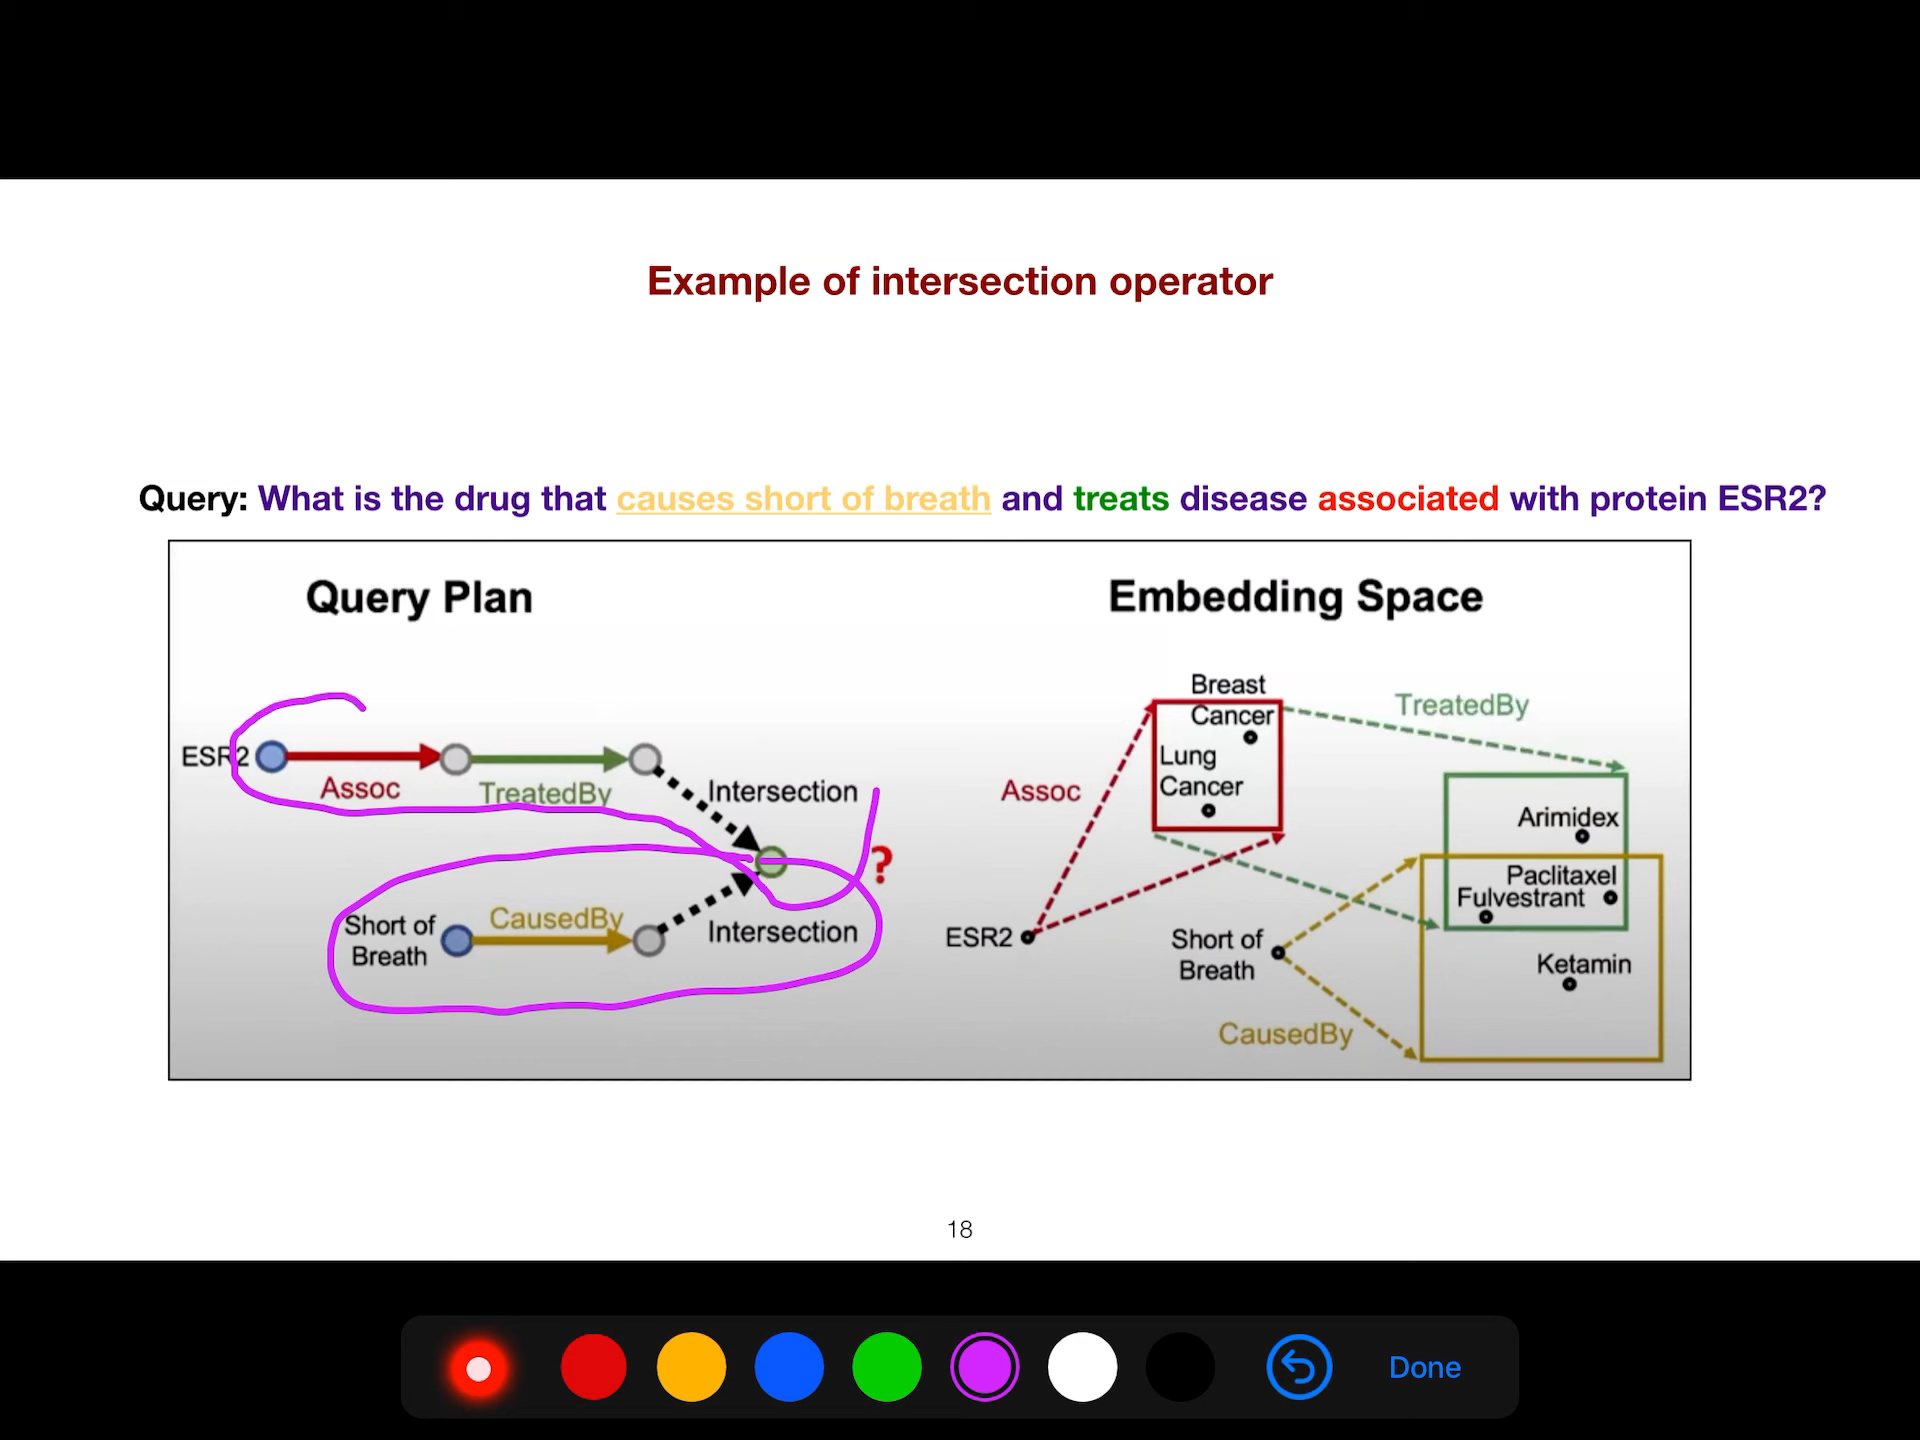 Example of intersection operator
Query: What is the drug that causes short of breath and treats disease associated with protein ESR2?
Query Plan
ESR2
Assoc
TreatedBy
Intersection
?
Short of
Breath
CausedBy
Intersection
Embedding Space
Breast
Cancer
Lung
Cancer
TreatedBy
Assoc
Arimidex
Paclitaxel
Fulvestrant
ESR2
Short of
Breath
Ketamin
CausedBy
18
Done